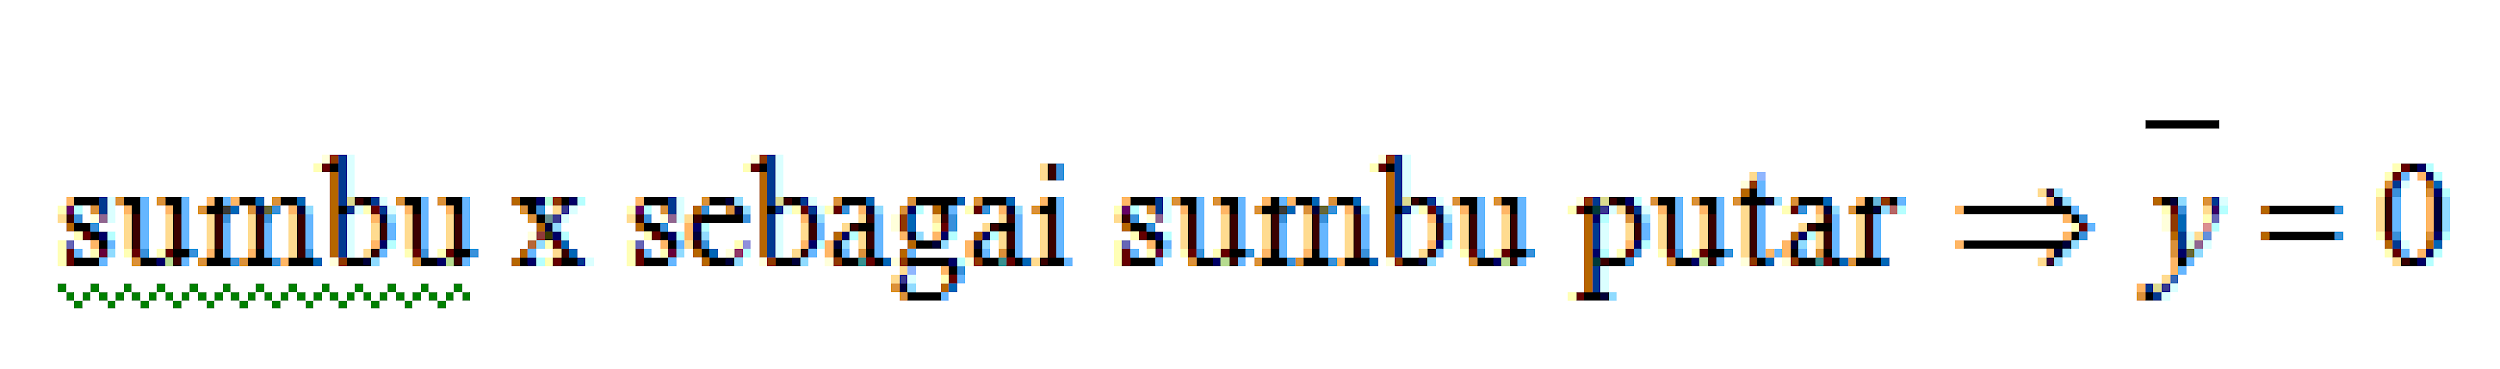 sumbu x sebagai sumbu putar ⇒ y̅ = 0